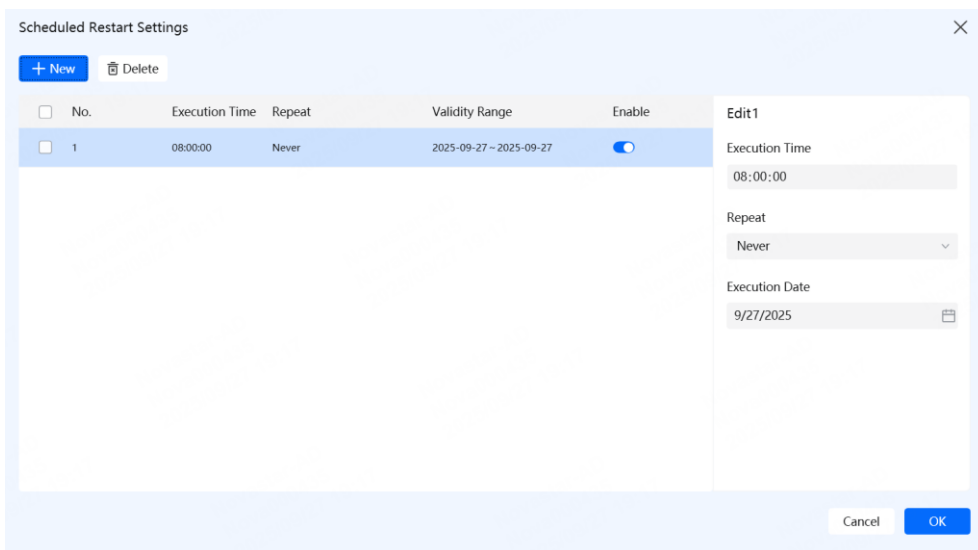 Scheduled Restart Settings
New
Delete
No. Execution Time Repeat Validity Range Enable
1 08:00:00 Never 2025-09-27 ~ 2025-09-27
Edit1
Execution Time
08:00:00
Repeat
Never
Execution Date
9/27/2025
Cancel
OK